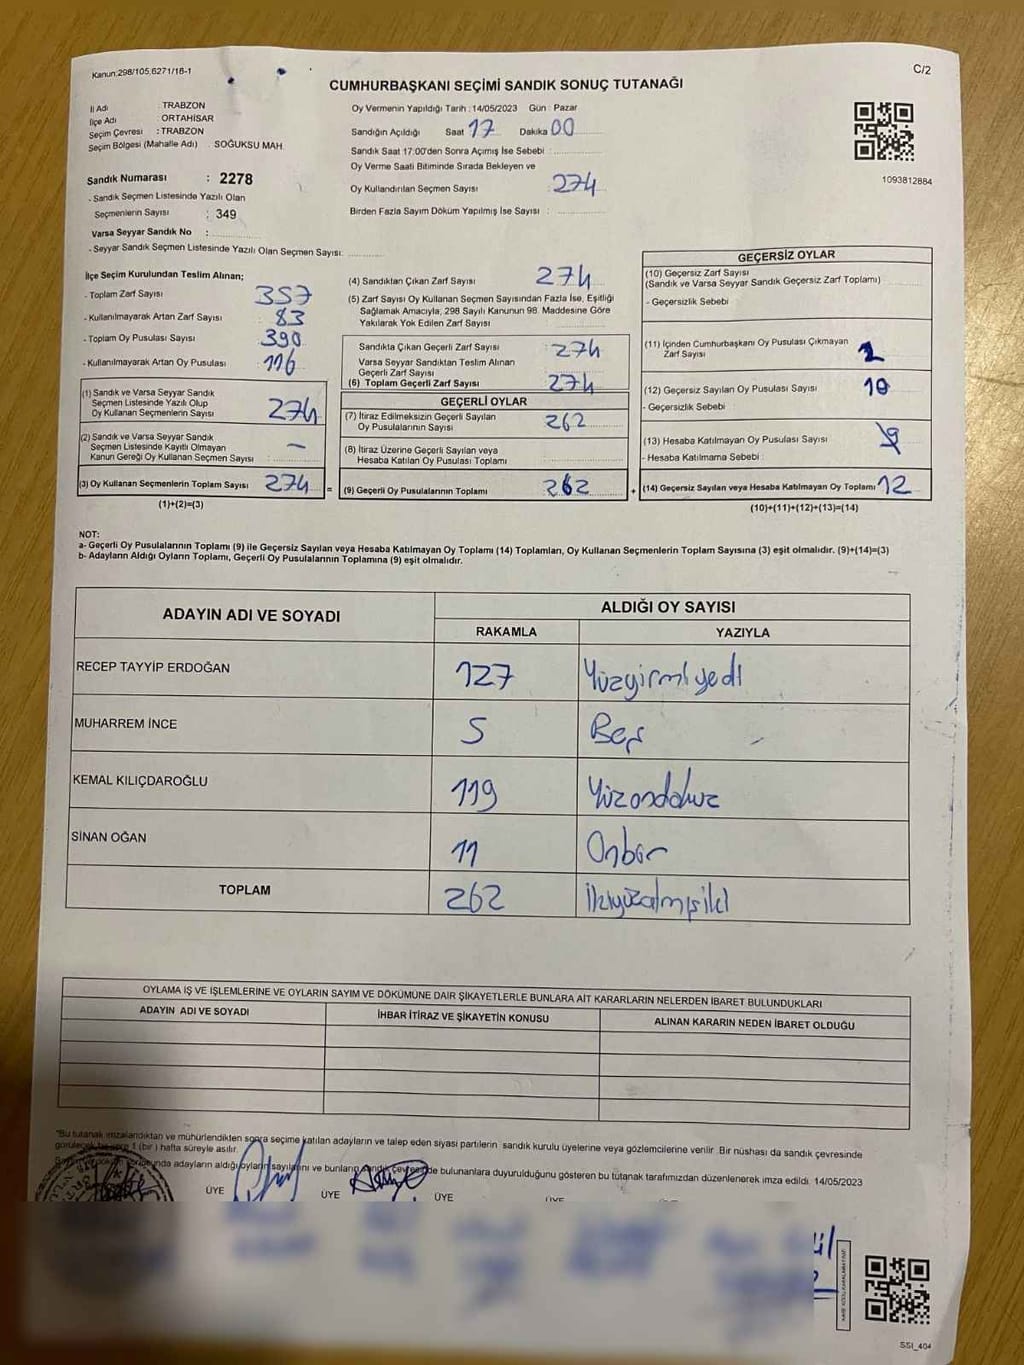 Kanun:298/105,6271/18-1
C/2
CUMHURBAŞKANI SEÇİMİ SANDIK SONUÇ TUTANAĞI
İl Adı : TRABZON
İlçe Adı : ORTAHİSAR
Seçim Çevresi : TRABZON
Seçim Bölgesi (Mahalle Adı) SOĞUKSU MAH.
Sandık Numarası : 2278
- Sandık Seçmen Listesinde Yazılı Olan
Seçmenlerin Sayısı : 349
Varsa Seyyar Sandık No :
- Seyyar Sandık Seçmen Listesinde Yazılı Olan Seçmen Sayısı:
Oy Vermenin Yapıldığı Tarih : 14/05/2023 Gün : Pazar
Sandığın Açıldığı Saat 17 Dakika 00
Sandık Saat 17:00'den Sonra Açımış İse Sebebi :
Oy Verme Saati Bitiminde Sırada Bekleyen ve
Oy Kullandırılan Seçmen Sayısı 274
Birden Fazla Sayım Döküm Yapılmış İse Sayısı :
1093812884
İlçe Seçim Kurulundan Teslim Alınan;
- Toplam Zarf Sayısı 357
- Kullanılmayarak Artan Zarf Sayısı 83
- Toplam Oy Pusulası Sayısı 390
- Kullanılmayarak Artan Oy Pusulası 116
(1) Sandık ve Varsa Seyyar Sandık
Seçmen Listesinde Yazılı Olup
Oy Kullanan Seçmenlerin Sayısı 274
(2) Sandık ve Varsa Seyyar Sandık
Seçmen Listesinde Kayıtlı Olmayan
Kanun Gereği Oy Kullanan Seçmen Sayısı : –
(3) Oy Kullanan Seçmenlerin Toplam Sayısı 274 =
(1)+(2)=(3)
(4) Sandıktan Çıkan Zarf Sayısı 274
(5) Zarf Sayısı Oy Kullanan Seçmen Sayısından Fazla İse, Eşitliği
Sağlamak Amacıyla, 298 Sayılı Kanunun 98. Maddesine Göre
Yakılarak Yok Edilen Zarf Sayısı
Sandıkta Çıkan Geçerli Zarf Sayısı 274
Varsa Seyyar Sandıktan Teslim Alınan
Geçerli Zarf Sayısı
(6) Toplam Geçerli Zarf Sayısı 274
GEÇERLİ OYLAR
(7) İtiraz Edilmeksizin Geçerli Sayılan
Oy Pusulalarının Sayısı 262
(8) İtiraz Üzerine Geçerli Sayılan veya
Hesaba Katılan Oy Pusulası Toplamı
(9) Geçerli Oy Pusulalarının Toplamı 262 +
GEÇERSİZ OYLAR
(10) Geçersiz Zarf Sayısı
(Sandık ve Varsa Seyyar Sandık Geçersiz Zarf Toplamı)
- Geçersizlik Sebebi
(11) İçinden Cumhurbaşkanı Oy Pusulası Çıkmayan
Zarf Sayısı
(12) Geçersiz Sayılan Oy Pusulası Sayısı 10
- Geçersizlik Sebebi :
(13) Hesaba Katılmayan Oy Pusulası Sayısı
- Hesaba Katılmama Sebebi :
(14) Geçersiz Sayılan veya Hesaba Katılmayan Oy Toplamı 12
(10)+(11)+(12)+(13)=(14)
NOT:
a- Geçerli Oy Pusulalarının Toplamı (9) ile Geçersiz Sayılan veya Hesaba Katılmayan Oy Toplamı (14) Toplamları, Oy Kullanan Seçmenlerin Toplam Sayısına (3) eşit olmalıdır. (9)+(14)=(3)
b- Adayların Aldığı Oyların Toplamı, Geçerli Oy Pusulalarının Toplamına (9) eşit olmalıdır.
ADAYIN ADI VE SOYADI
ALDIĞI OY SAYISI
RAKAMLA YAZIYLA
RECEP TAYYİP ERDOĞAN 127 Yüzyirmiyedi
MUHARREM İNCE 5 Beş
KEMAL KILIÇDAROĞLU 119 Yüzondokuz
SİNAN OĞAN 11 Onbir
TOPLAM 262 İkiyüzaltmışiki
OYLAMA İŞ VE İŞLEMLERİNE VE OYLARIN SAYIM VE DÖKÜMÜNE DAİR ŞİKAYETLERLE BUNLARA AİT KARARLARIN NELERDEN İBARET BULUNDUKLARI
ADAYIN ADI VE SOYADI İHBAR İTİRAZ VE ŞİKAYETİN KONUSU ALINAN KARARIN NEDEN İBARET OLDUĞU
"Bu tutanak imzalandıktan ve mühürlendikten sonra seçime katılan adayların ve talep eden siyasi partilerin sandık kurulu üyelerine veya gözlemcilerine verilir. Bir nüshası da sandık çevresinde
1 (bir) hafta süreyle asılır.
adayların aldığı oyların sayılarını ve bunların sandık çevresinde bulunanlara duyurulduğunu gösteren bu tutanak tarafımızdan düzenlenerek imza edildi. 14/05/2023
ÜYE ÜYE ÜYE ÜYE
SSI_404